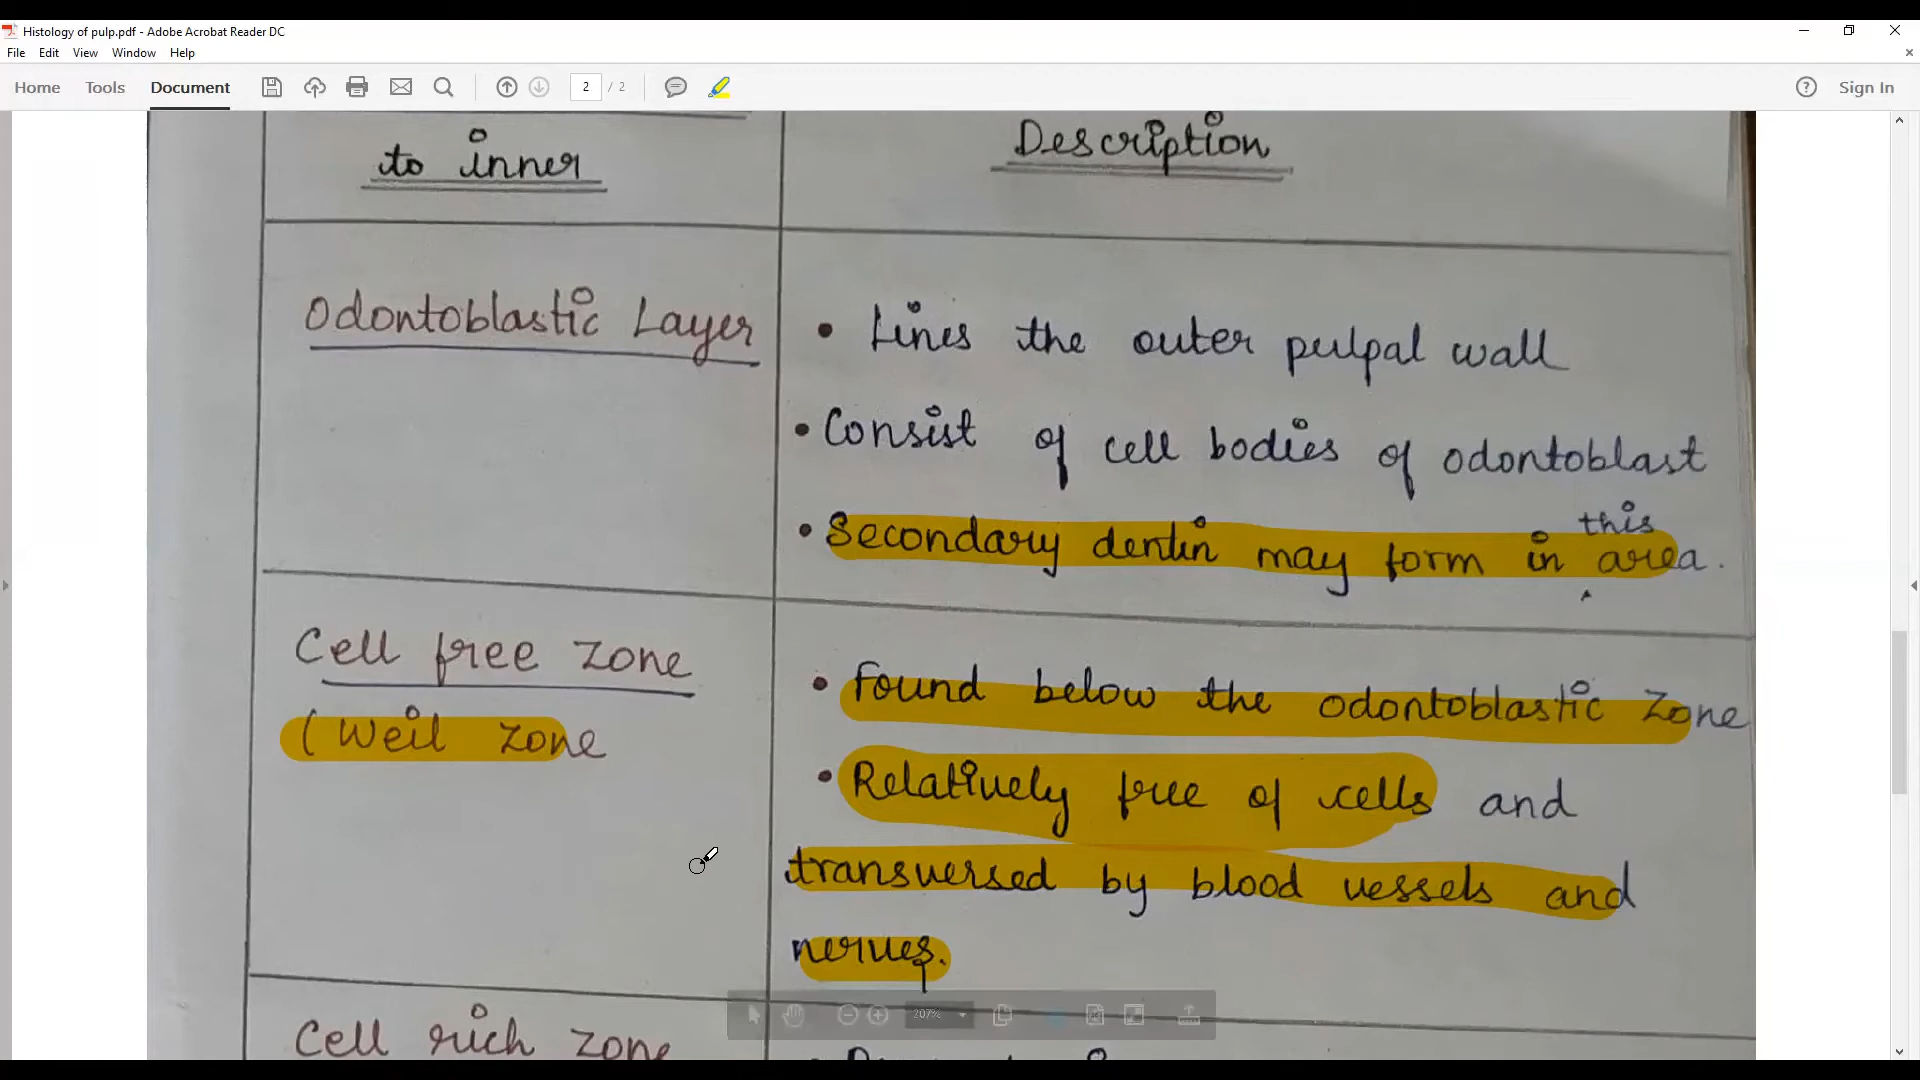 Histology of pulp.pdf - Adobe Acrobat Reader DC
File Edit View Window Help
Home Tools Document 2 / 2 Sign In
to inner
Description
Odontoblastic Layer
• Lines the outer pulpal wall
• Consist of cell bodies of odontoblast
this
• Secondary dentin may form in area.
Cell free zone
(Weil zone
• Found below the odontoblastic zone
• Relatively free of cells and
transversed by blood vessels and
nerves.
207%
Cell rich zone